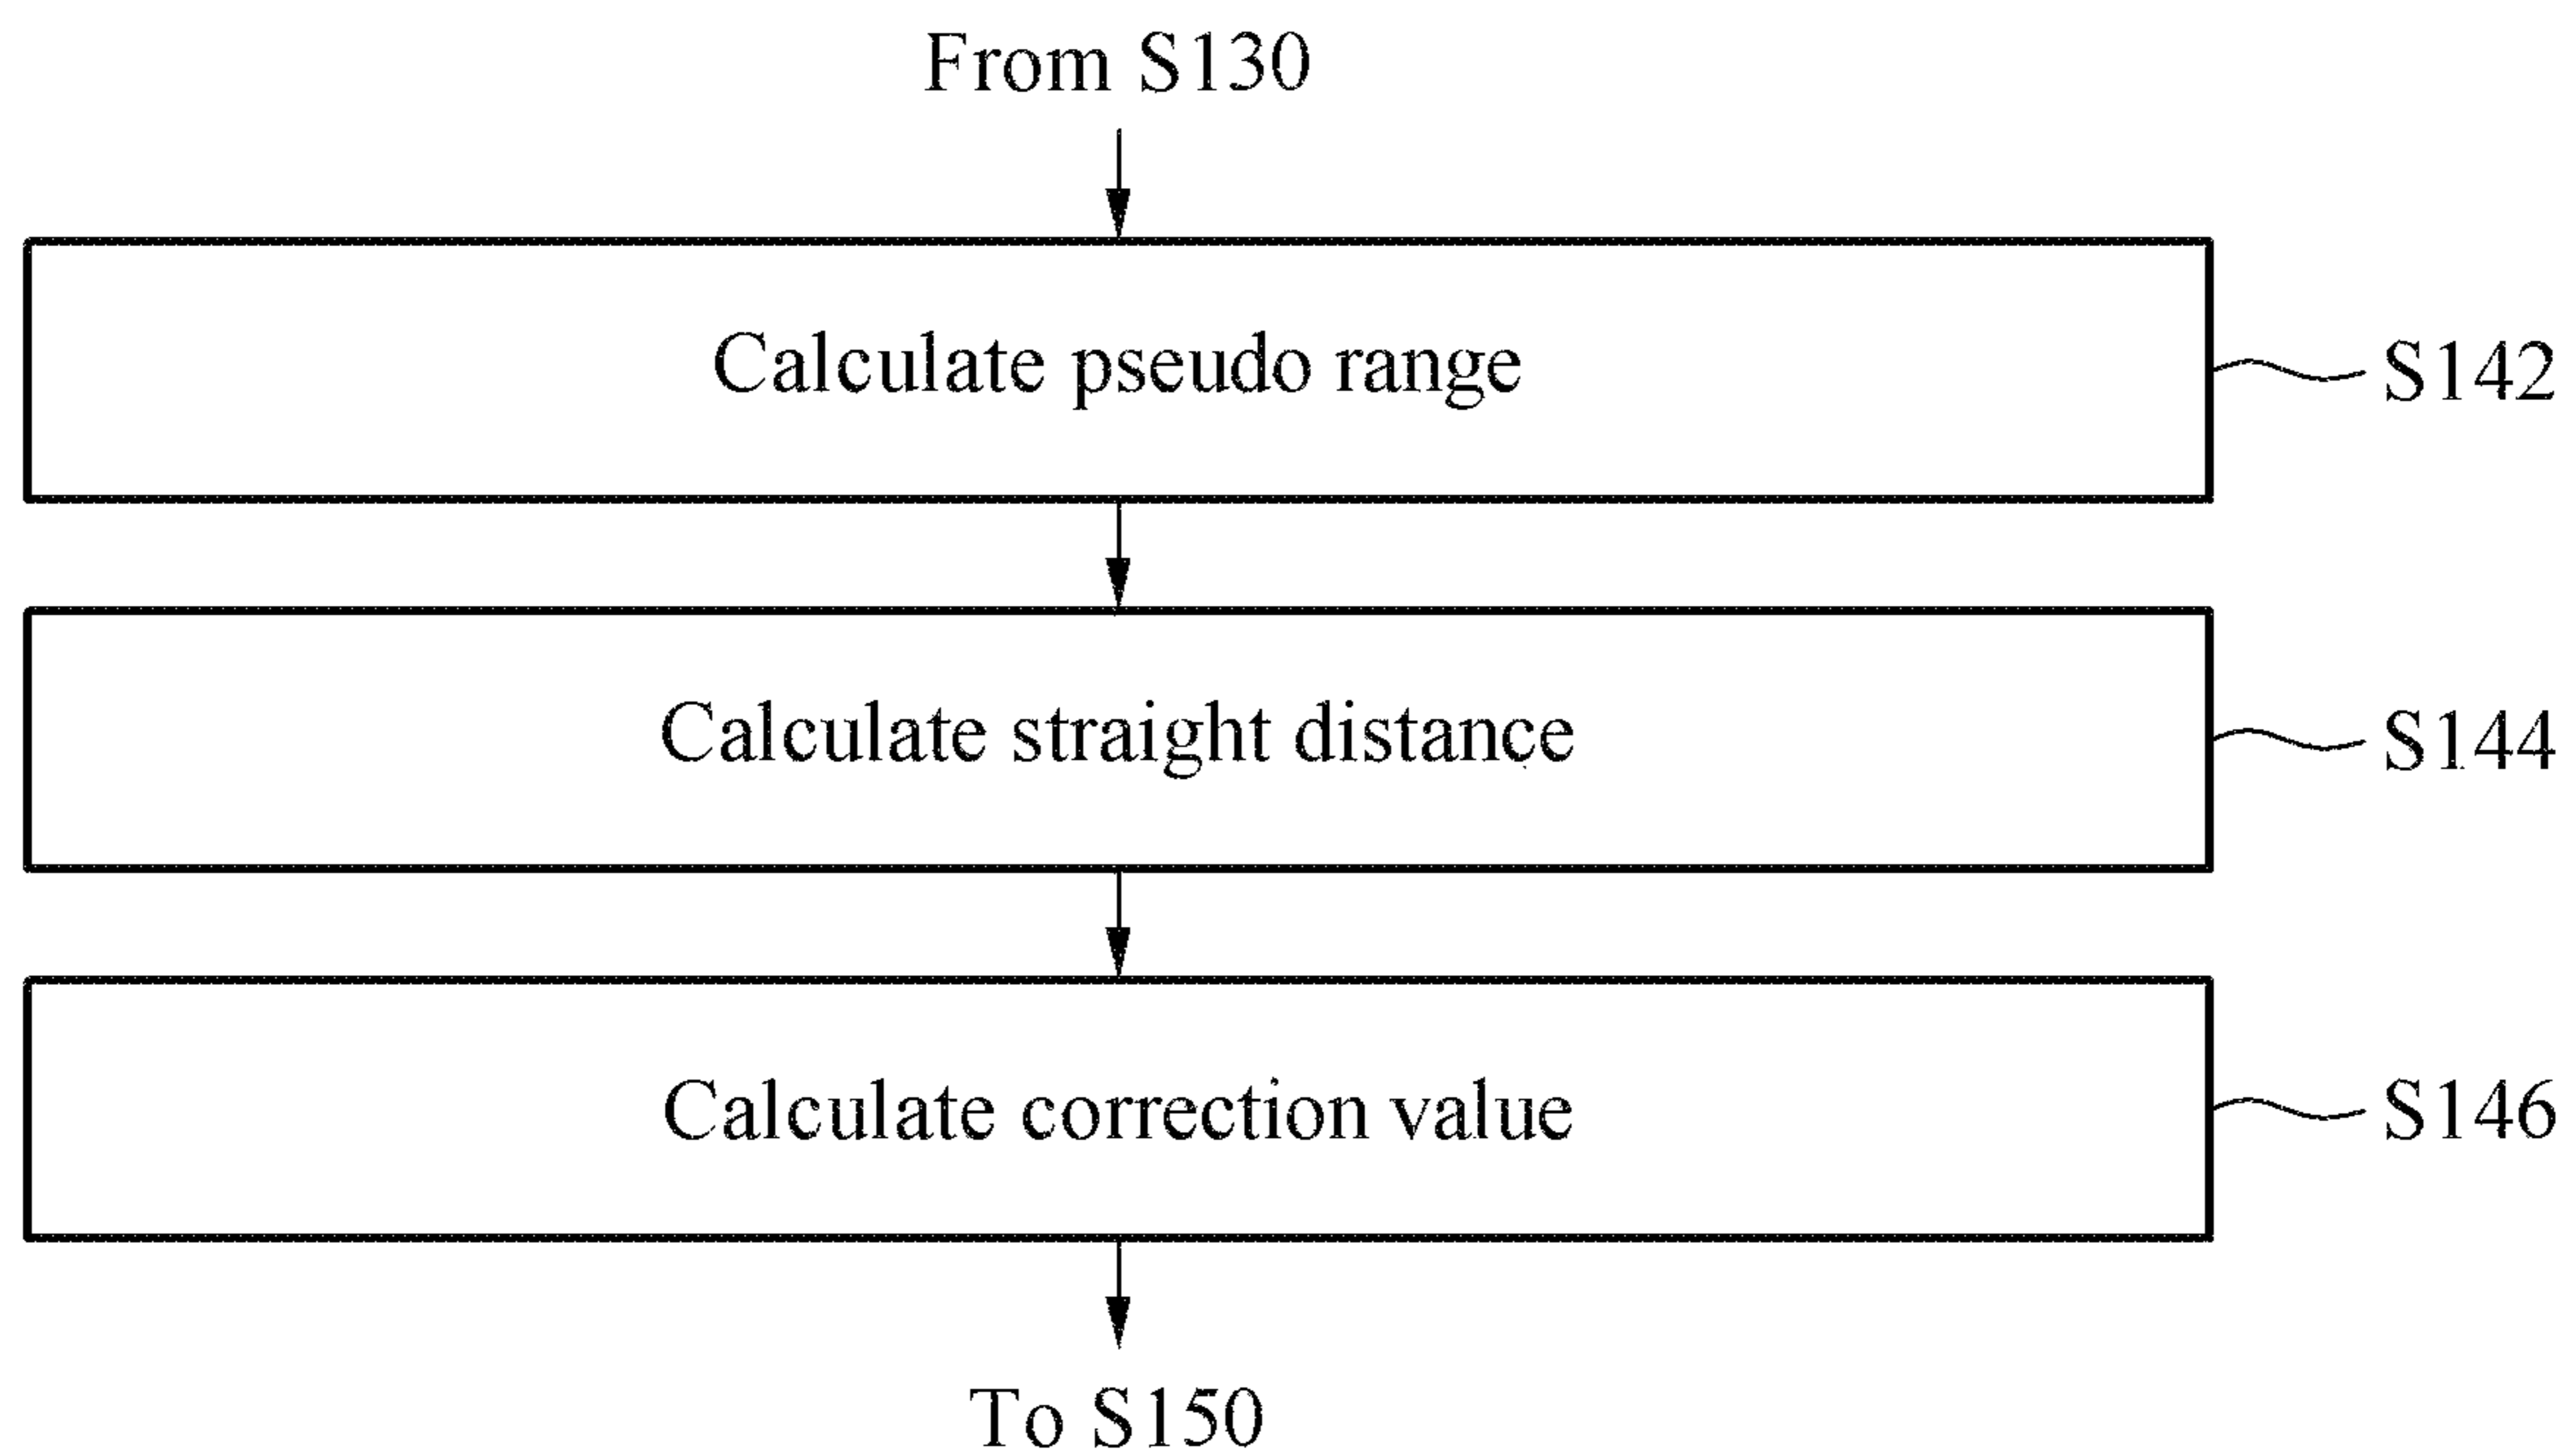 From S130
Calculate pseudo range
S142
Calculate straight distance
S144
Calculate correction value
S146
To S150